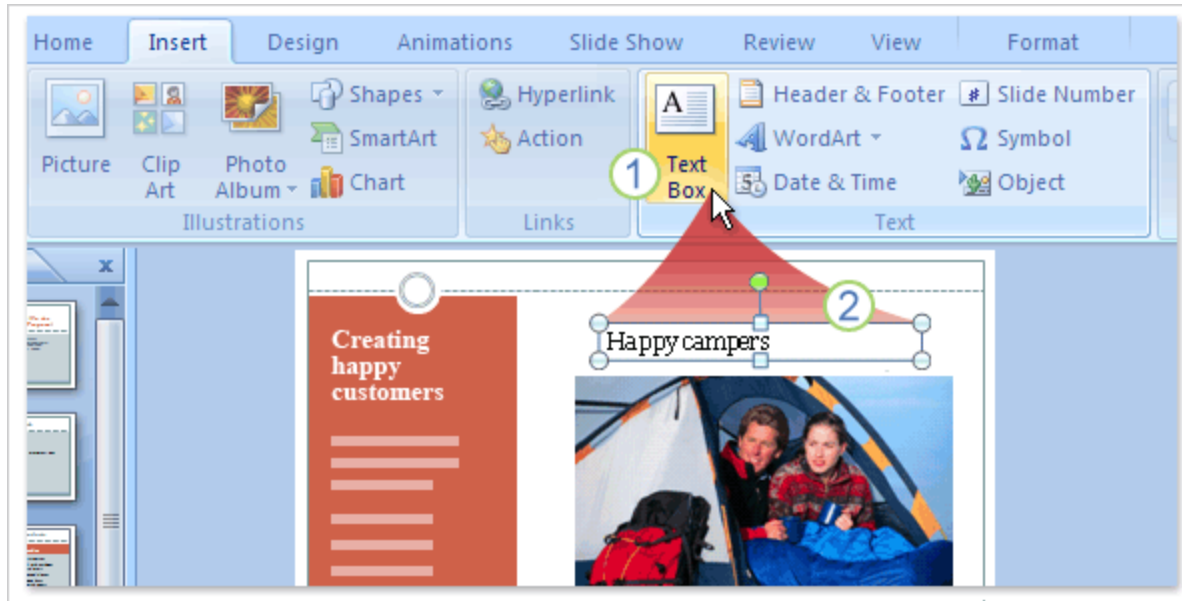 Home Insert Design Animations Slide Show Review View Format
Picture
Clip Art
Photo Album
Shapes
SmartArt
Chart
Illustrations
Hyperlink
Action
Links
1
Text Box
Header & Footer
WordArt
Date & Time
# Slide Number
Ω Symbol
Object
Text
x
2
Creating
happy
customers
Happy campers